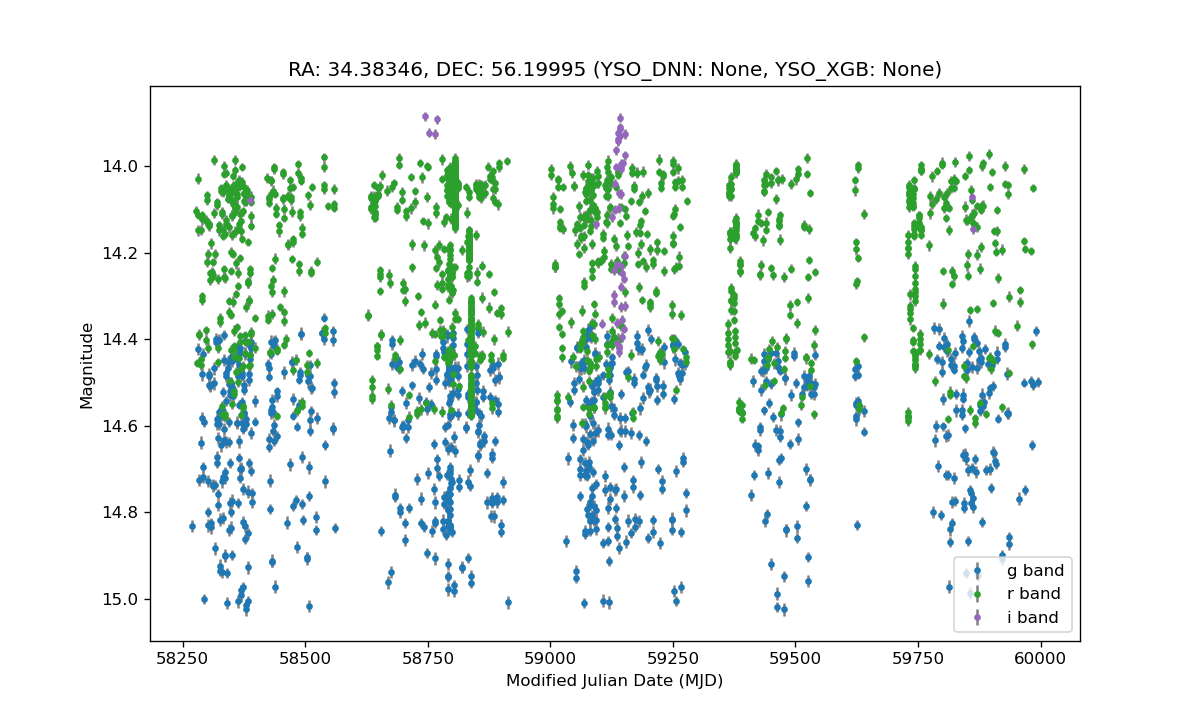 RA: 34.38346, DEC: 56.19995 (YSO_DNN: None, YSO_XGB: None)
Magnitude
14.0
14.2
14.4
14.6
14.8
15.0
g band
r band
i band
58250 58500 58750 59000 59250 59500 59750 60000
Modified Julian Date (MJD)